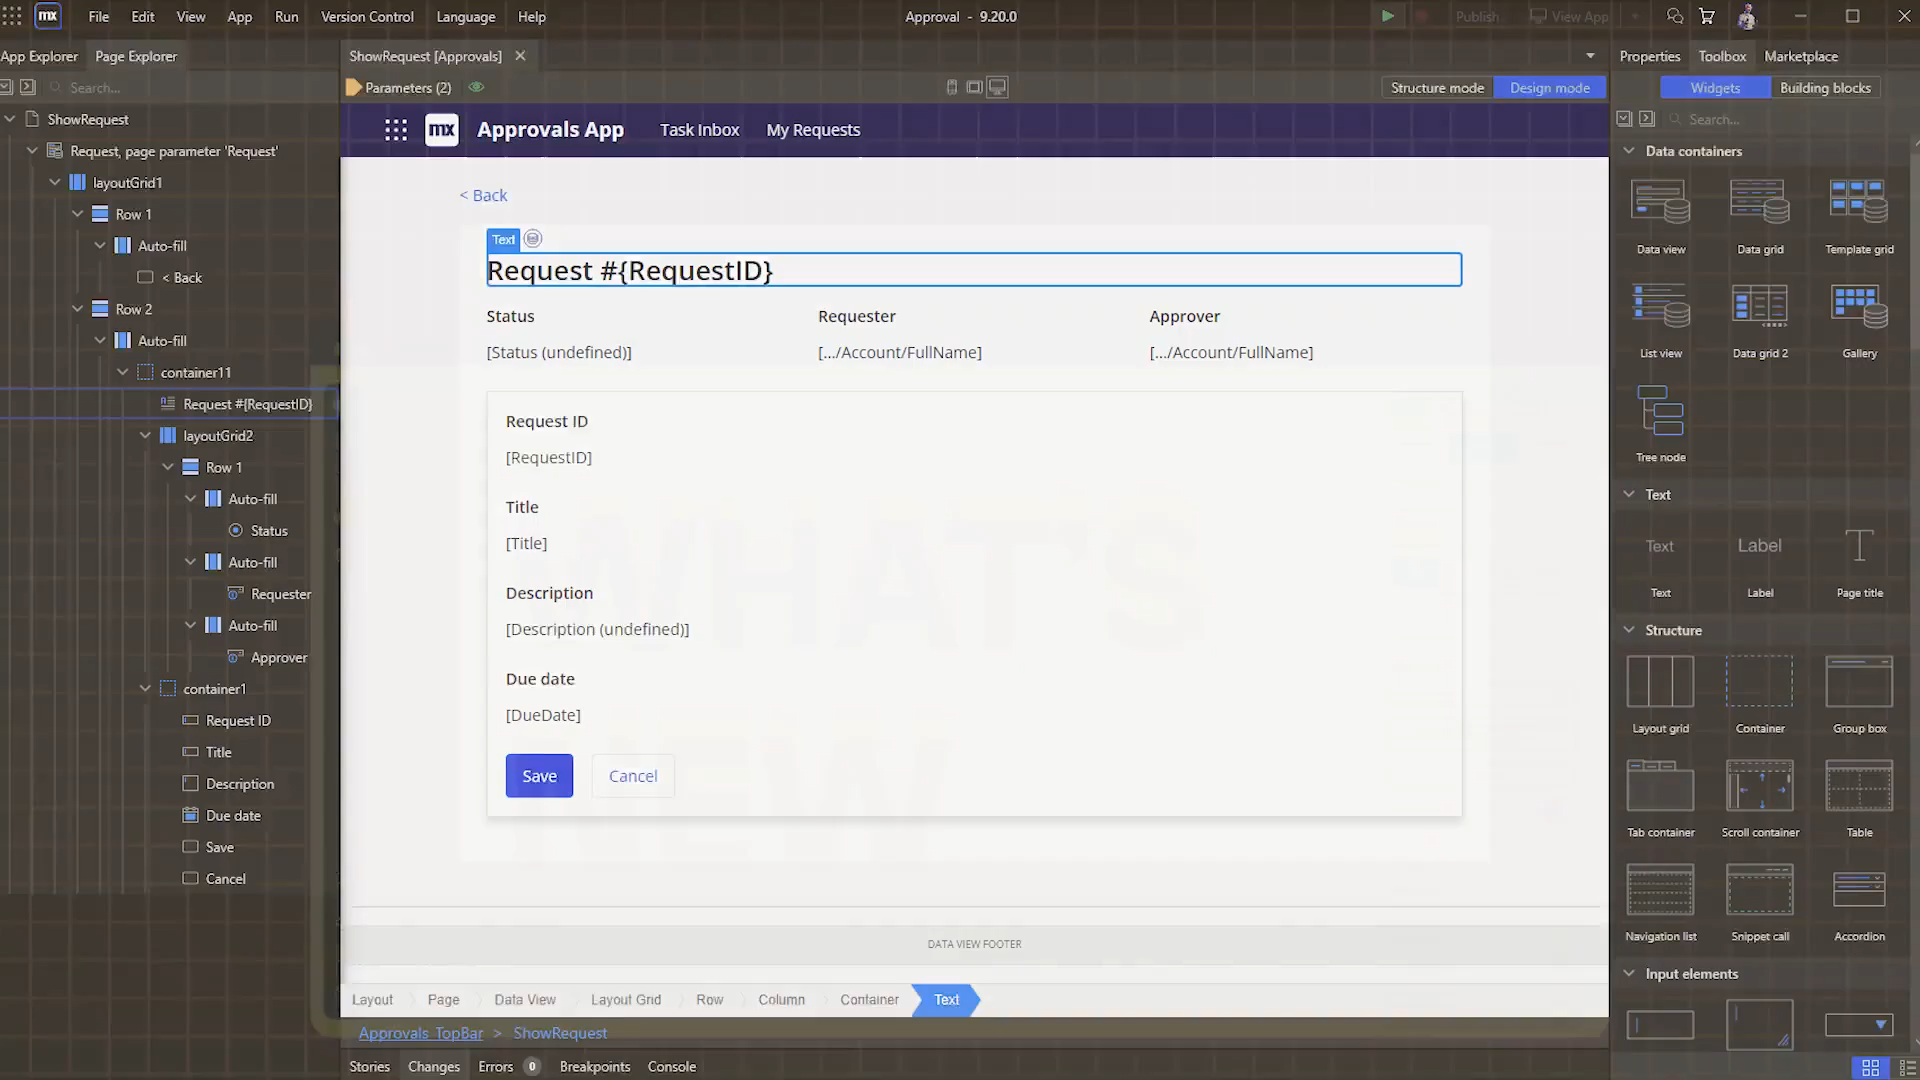 mx File Edit View App Run Version Control Language Help
Approval - 9.20.0
Publish View App
App Explorer Page Explorer
ShowRequest [Approvals]
Properties Toolbox Marketplace
Search...
Parameters (2)
Structure mode Design mode
Widgets Building blocks
Search...
ShowRequest
Request, page parameter 'Request'
layoutGrid1
Row 1
Auto-fill
< Back
Row 2
Auto-fill
container11
Request #{RequestID}
layoutGrid2
Row 1
Auto-fill
Status
Auto-fill
Requester
Auto-fill
Approver
container1
Request ID
Title
Description
Due date
Save
Cancel
mx Approvals App Task Inbox My Requests
< Back
Text
Request #{RequestID}
Status Requester Approver
[Status (undefined)] [.../Account/FullName] [.../Account/FullName]
Request ID
[RequestID]
Title
[Title]
Description
[Description (undefined)]
Due date
[DueDate]
Save Cancel
WHAT'S
NEW
DATA VIEW FOOTER
Layout Page Data View Layout Grid Row Column Container Text
Approvals_TopBar > ShowRequest
Stories Changes Errors 0 Breakpoints Console
Data containers
Data view Data grid Template grid
List view Data grid 2 Gallery
Tree node
Text
Text Label T
Text Label Page title
Structure
Layout grid Container Group box
Tab container Scroll container Table
Navigation list Snippet call Accordion
Input elements